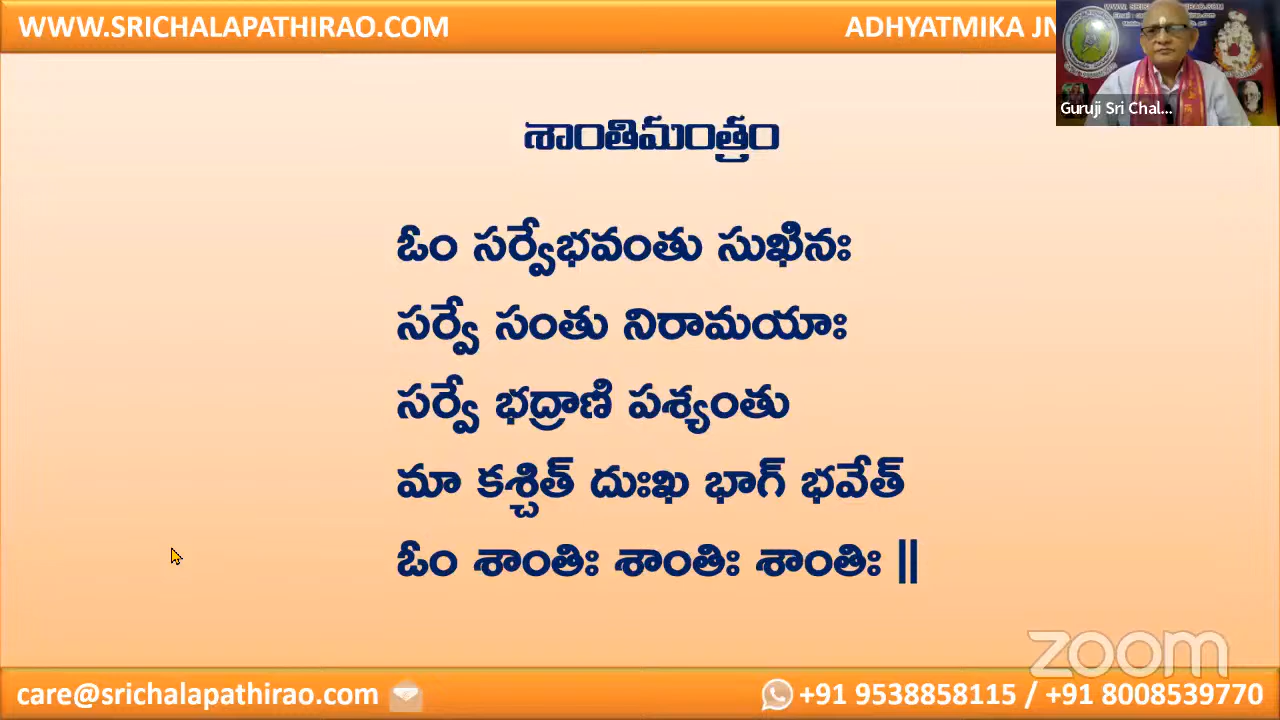 WWW.SRICHALAPATHIRAO.COM
ADHYATMIKA
Guruji Sri Chal...
శాంతిమంత్రం
ఓం సర్వేభవంతు సుఖినః
సర్వే సంతు నిరామయాః
సర్వే భద్రాణి పశ్యంతు
మా కశ్చిత్ దుఃఖ భాగ్ భవేత్
ఓం శాంతిః శాంతిః శాంతిః ||
zoom
care@srichalapathirao.com
+91 9538858115 / +91 8008539770